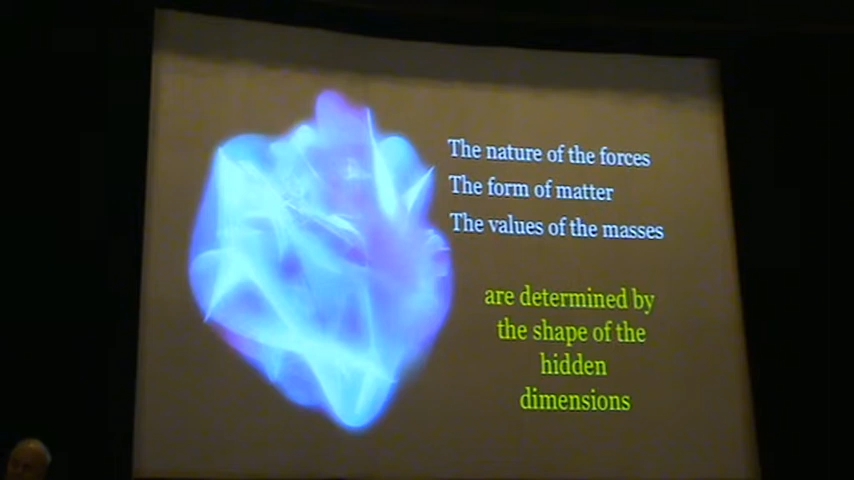 The nature of the forces
The form of matter
The values of the masses
are determined by
the shape of the
hidden
dimensions